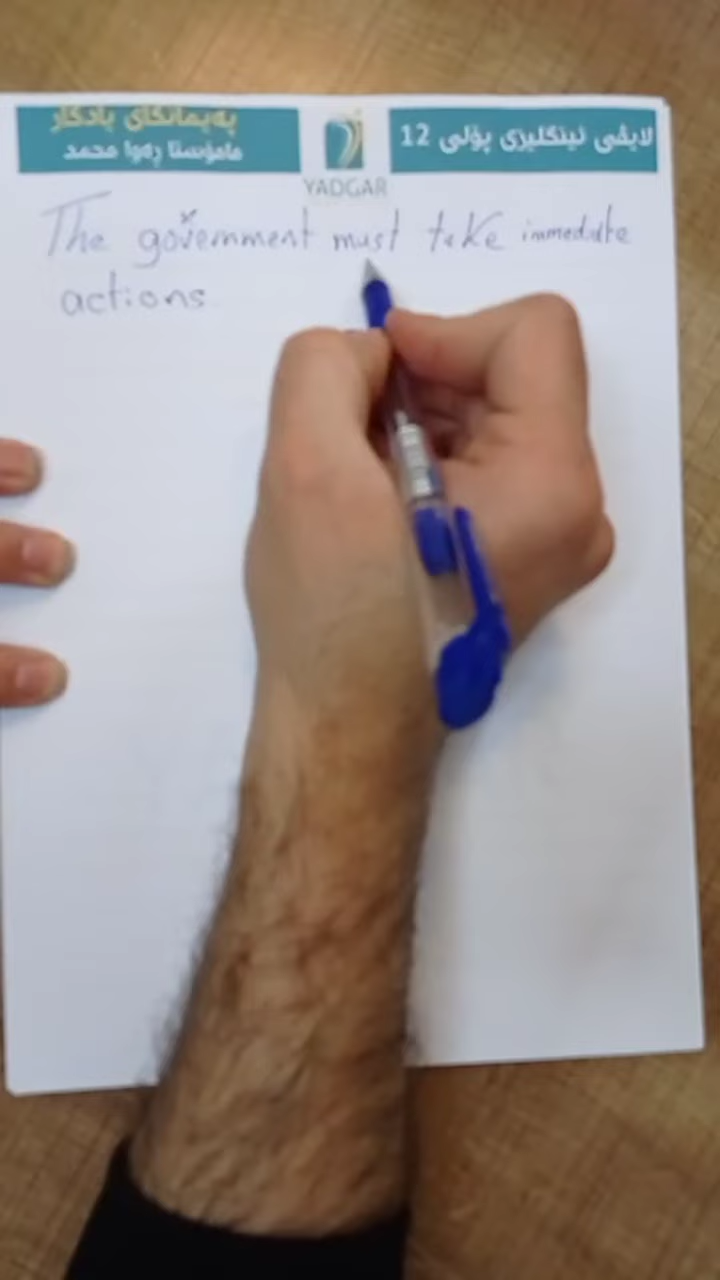 پەیمانگای یادگار
مامۆستا ڕەوا محمد
YADGAR
لایڤی ئینگلیزی پۆلی 12
The government must take immediate
actions